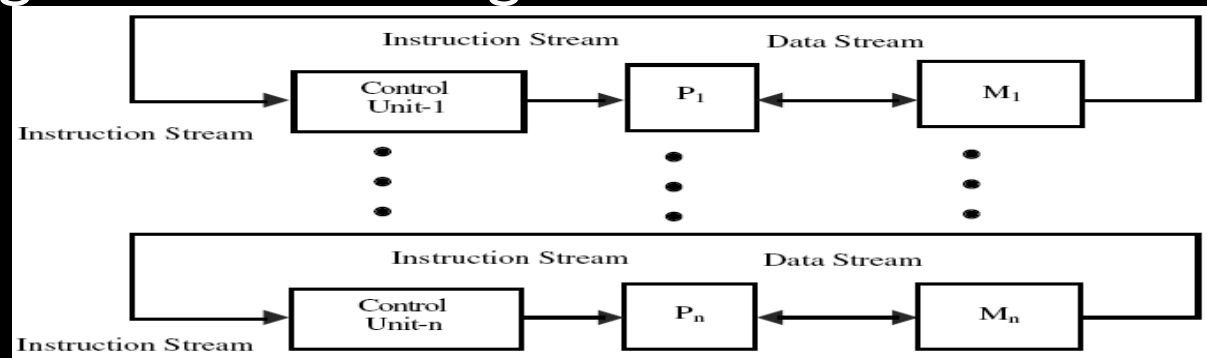 Instruction Stream Data Stream
Control
Unit-1
P1
M1
Instruction Stream
Instruction Stream Data Stream
Control
Unit-n
Pn
Mn
Instruction Stream